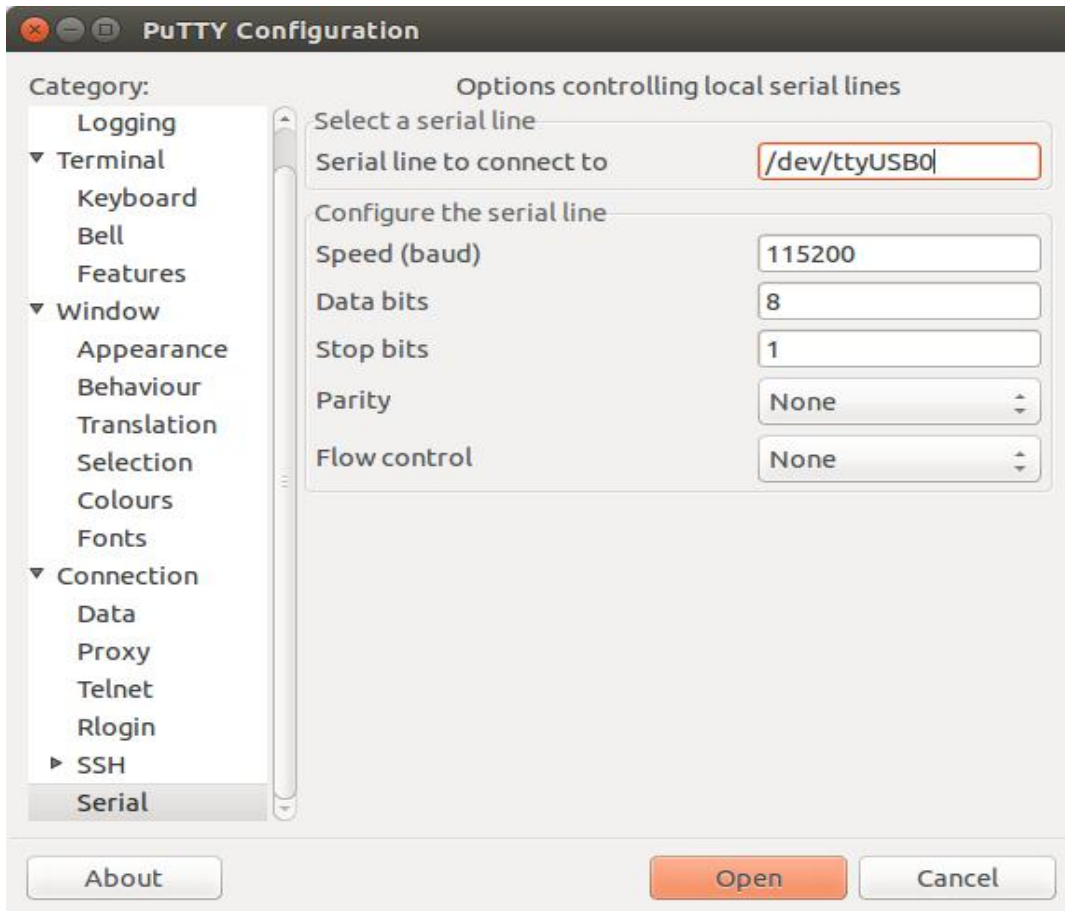 PuTTY Configuration
Category:
Logging
Terminal
Keyboard
Bell
Features
Window
Appearance
Behaviour
Translation
Selection
Colours
Fonts
Connection
Data
Proxy
Telnet
Rlogin
SSH
Serial
Options controlling local serial lines
Select a serial line
Serial line to connect to /dev/ttyUSB0
Configure the serial line
Speed (baud) 115200
Data bits 8
Stop bits 1
Parity None
Flow control None
About Open Cancel